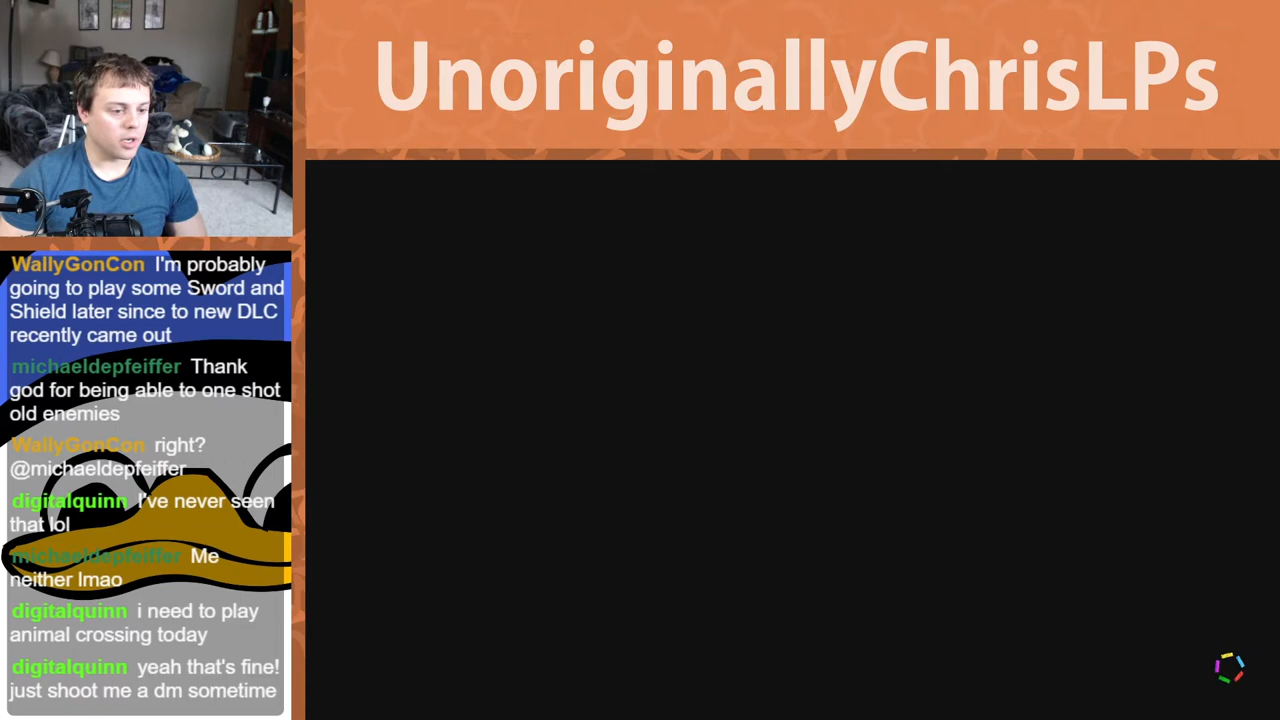 UnoriginallyChrisLPs
WallyGonCon I'm probably
going to play some Sword and
Shield later since to new DLC
recently came out
michaeldepfeiffer Thank
god for being able to one shot
old enemies
WallyGonCon right?
@michaeldepfeiffer
digitalquinn I've never seen
that lol
michaeldepfeiffer Me
neither lmao
digitalquinn i need to play
animal crossing today
digitalquinn yeah that's fine!
just shoot me a dm sometime